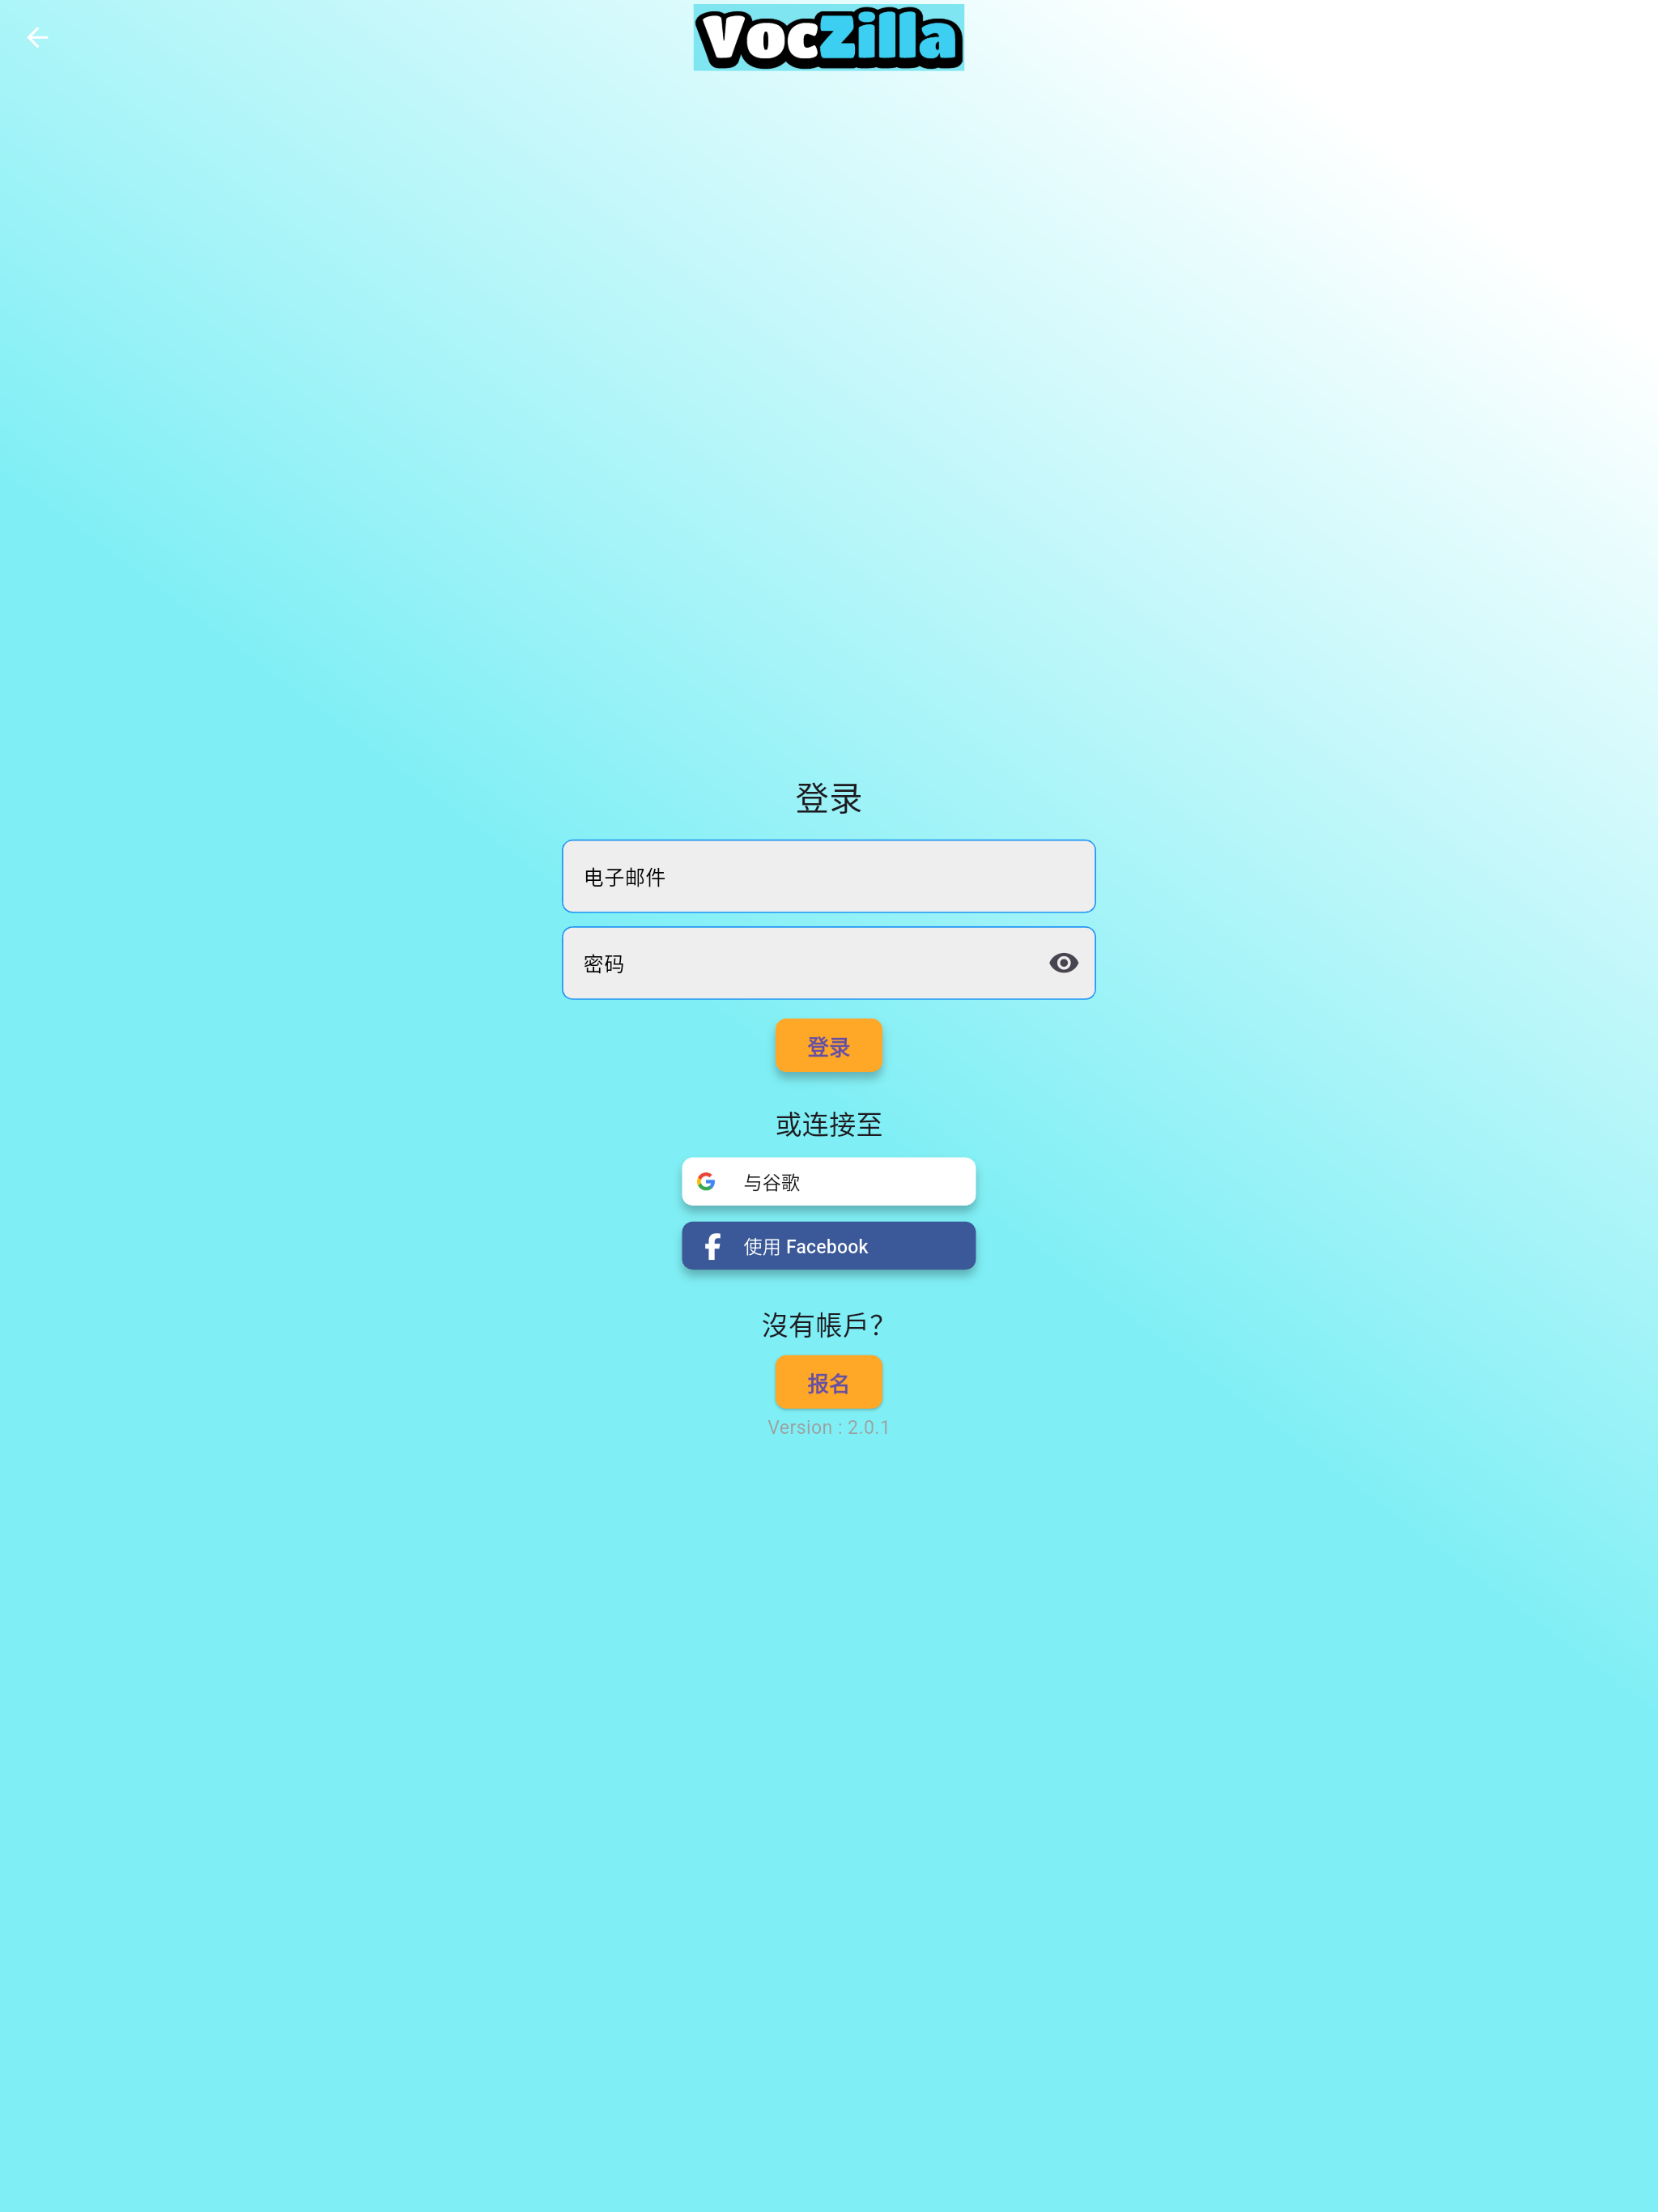 VocZilla
登录
电子邮件
密码
登录
或连接至
与谷歌
使用 Facebook
沒有帳戶？
报名
Version : 2.0.1